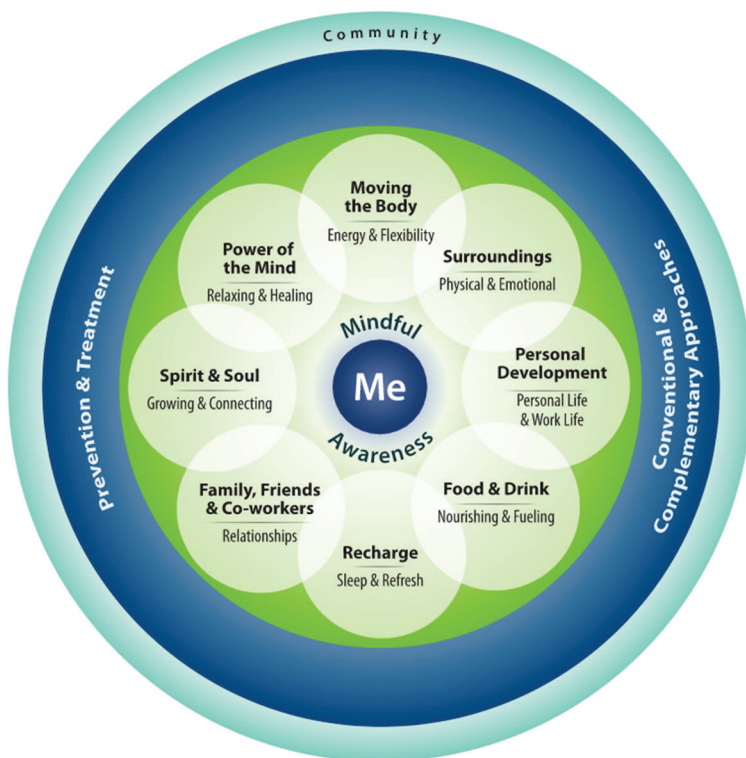 Community
Prevention & Treatment
Conventional &
Complementary Approaches
Moving
the Body
Energy & Flexibility
Surroundings
Physical & Emotional
Personal
Development
Personal Life
& Work Life
Food & Drink
Nourishing & Fueling
Recharge
Sleep & Refresh
Family, Friends
& Co-workers
Relationships
Spirit & Soul
Growing & Connecting
Power of
the Mind
Relaxing & Healing
Mindful
Me
Awareness